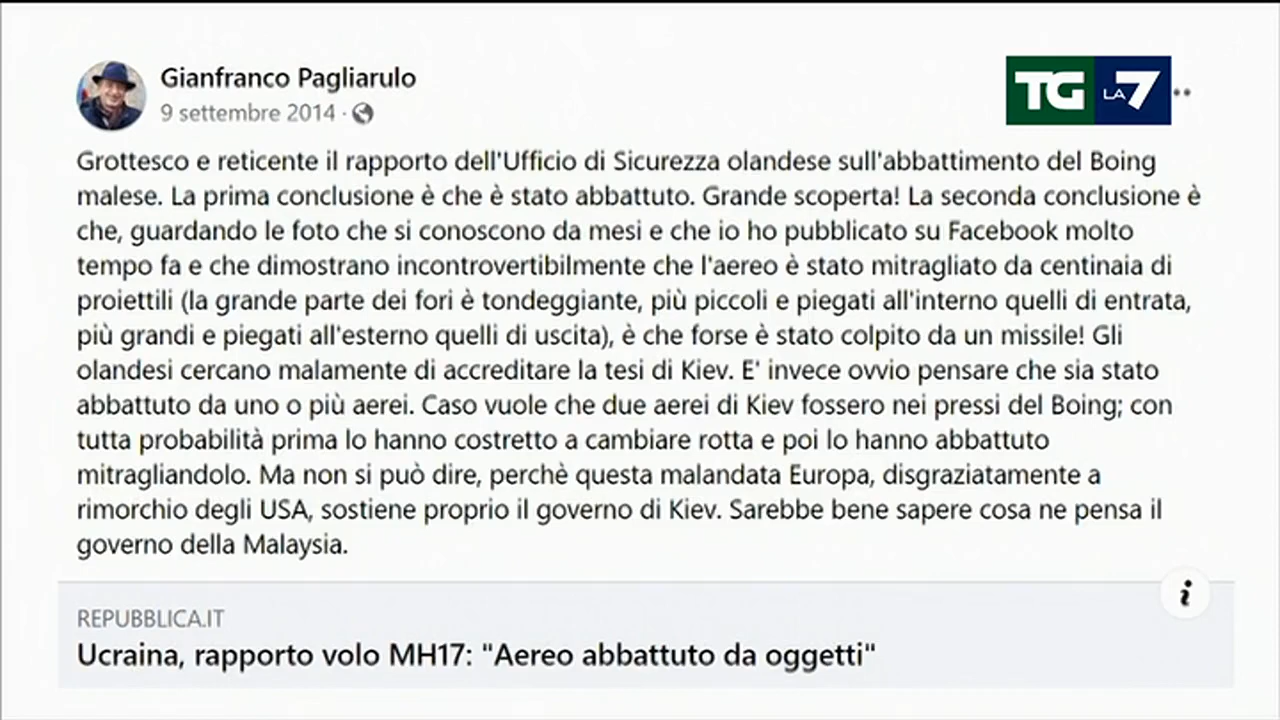 Gianfranco Pagliarulo
9 settembre 2014 ·
TG LA 7
Grottesco e reticente il rapporto dell'Ufficio di Sicurezza olandese sull'abbattimento del Boing
malese. La prima conclusione è che è stato abbattuto. Grande scoperta! La seconda conclusione è
che, guardando le foto che si conoscono da mesi e che io ho pubblicato su Facebook molto
tempo fa e che dimostrano incontrovertibilmente che l'aereo è stato mitragliato da centinaia di
proiettili (la grande parte dei fori è tondeggiante, più piccoli e piegati all'interno quelli di entrata,
più grandi e piegati all'esterno quelli di uscita), è che forse è stato colpito da un missile! Gli
olandesi cercano malamente di accreditare la tesi di Kiev. E' invece ovvio pensare che sia stato
abbattuto da uno o più aerei. Caso vuole che due aerei di Kiev fossero nei pressi del Boing; con
tutta probabilità prima lo hanno costretto a cambiare rotta e poi lo hanno abbattuto
mitragliandolo. Ma non si può dire, perchè questa malandata Europa, disgraziatamente a
rimorchio degli USA, sostiene proprio il governo di Kiev. Sarebbe bene sapere cosa ne pensa il
governo della Malaysia.
REPUBBLICA.IT
Ucraina, rapporto volo MH17: "Aereo abbattuto da oggetti"